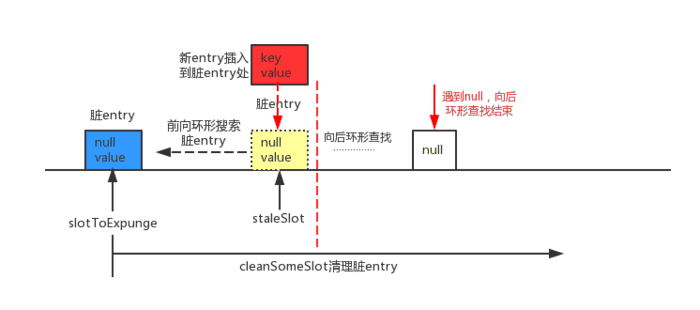 新entry插入
到脏entry处
key
value
脏entry
遇到null，向后
环形查找结束
脏entry
前向环形搜索
脏entry
向后环形查找
..............
null
value
null
value
null
slotToExpunge
staleSlot
cleanSomeSlot清理脏entry